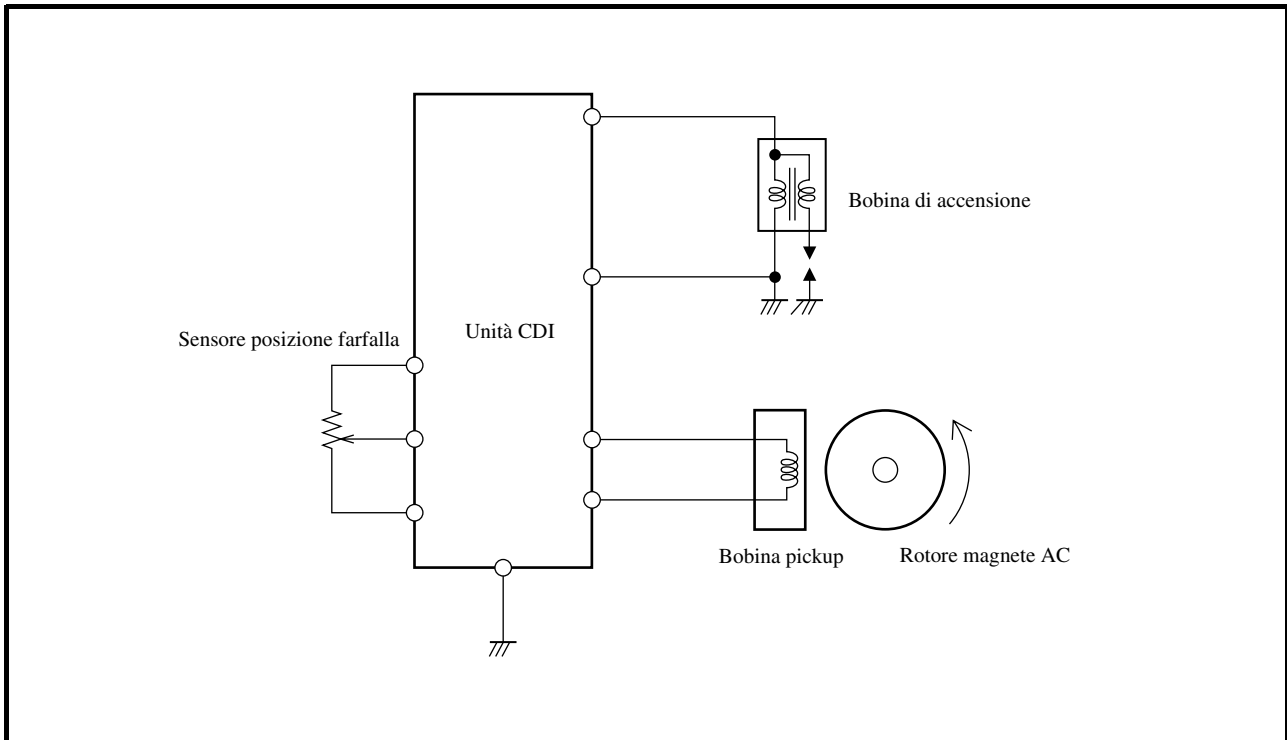 Bobina di accensione
Unità CDI
Sensore posizione farfalla
Bobina pickup
Rotore magnete AC